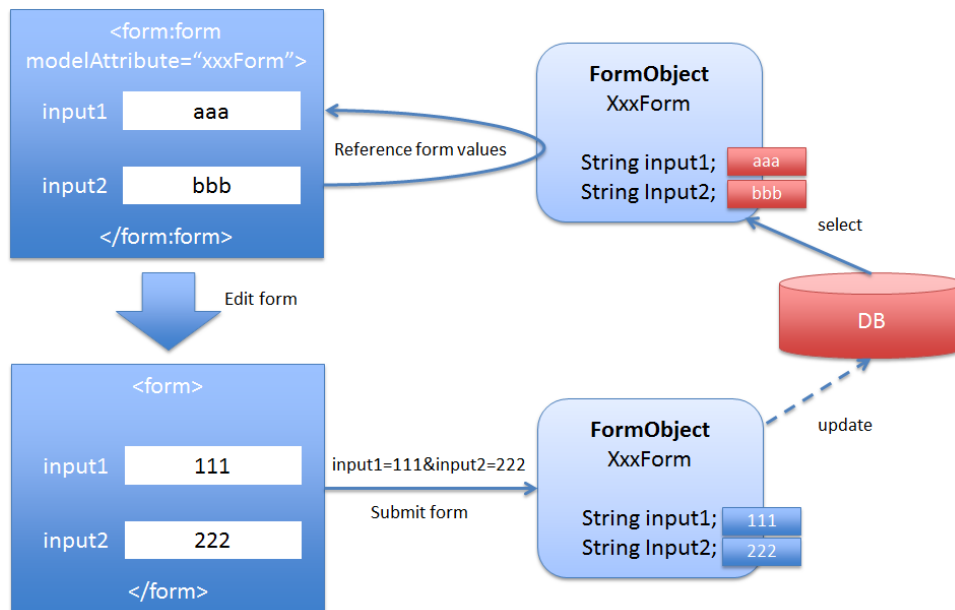 <form:form
modelAttribute=“xxxForm”>
input1 aaa
input2 bbb
</form:form>
Reference form values
FormObject
XxxForm
String input1; aaa
String Input2; bbb
select
DB
Edit form
<form>
input1 111
input2 222
</form>
input1=111&input2=222
Submit form
FormObject
XxxForm
String input1; 111
String Input2; 222
update